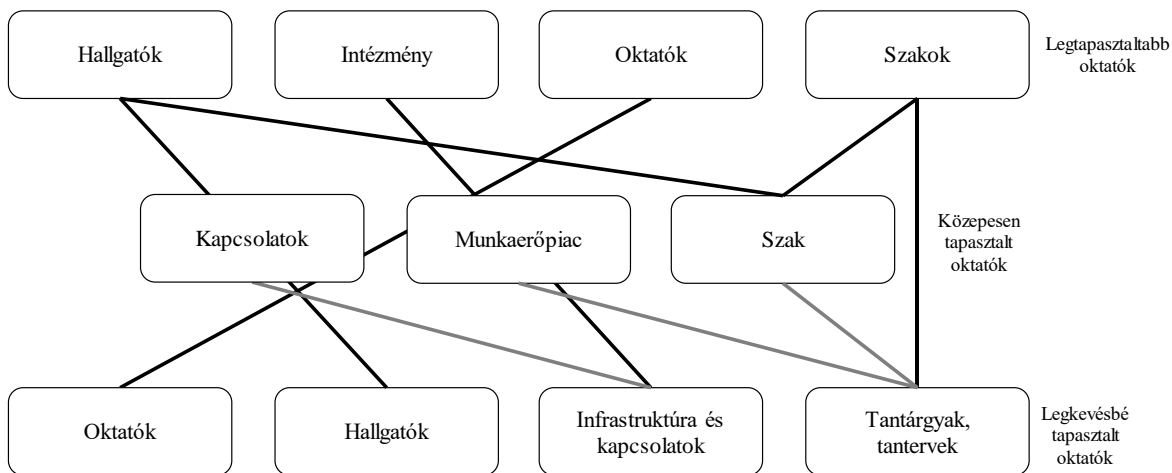 Hallgatók
Intézmény
Oktatók
Szakok
Legtapasztaltabb
oktatók
Kapcsolatok
Munkaerőpiac
Szak
Közepesen
tapasztalt
oktatók
Oktatók
Hallgatók
Infrastruktúra és
kapcsolatok
Tantárgyak,
tantervek
Legkevésbé
tapasztalt
oktatók